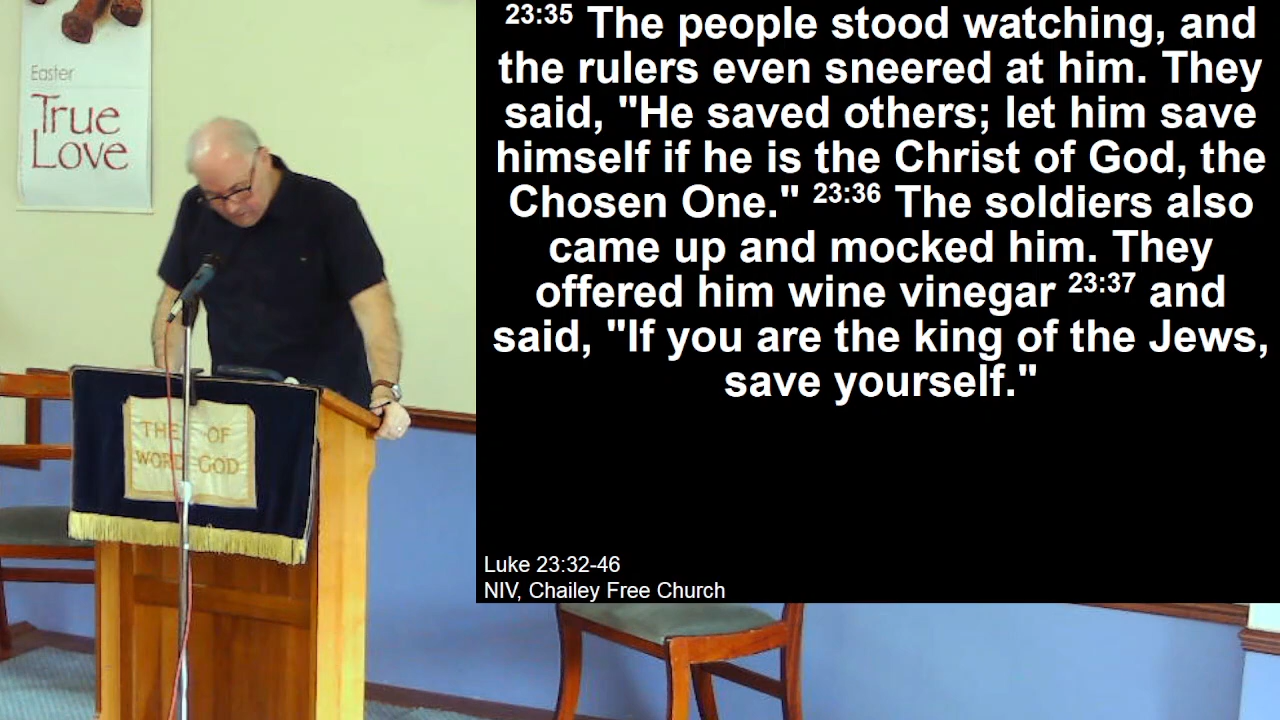 Easter
True
Love
THE OF
WORD GOD
23:35 The people stood watching, and
the rulers even sneered at him. They
said, "He saved others; let him save
himself if he is the Christ of God, the
Chosen One." 23:36 The soldiers also
came up and mocked him. They
offered him wine vinegar 23:37 and
said, "If you are the king of the Jews,
save yourself."
Luke 23:32-46
NIV, Chailey Free Church